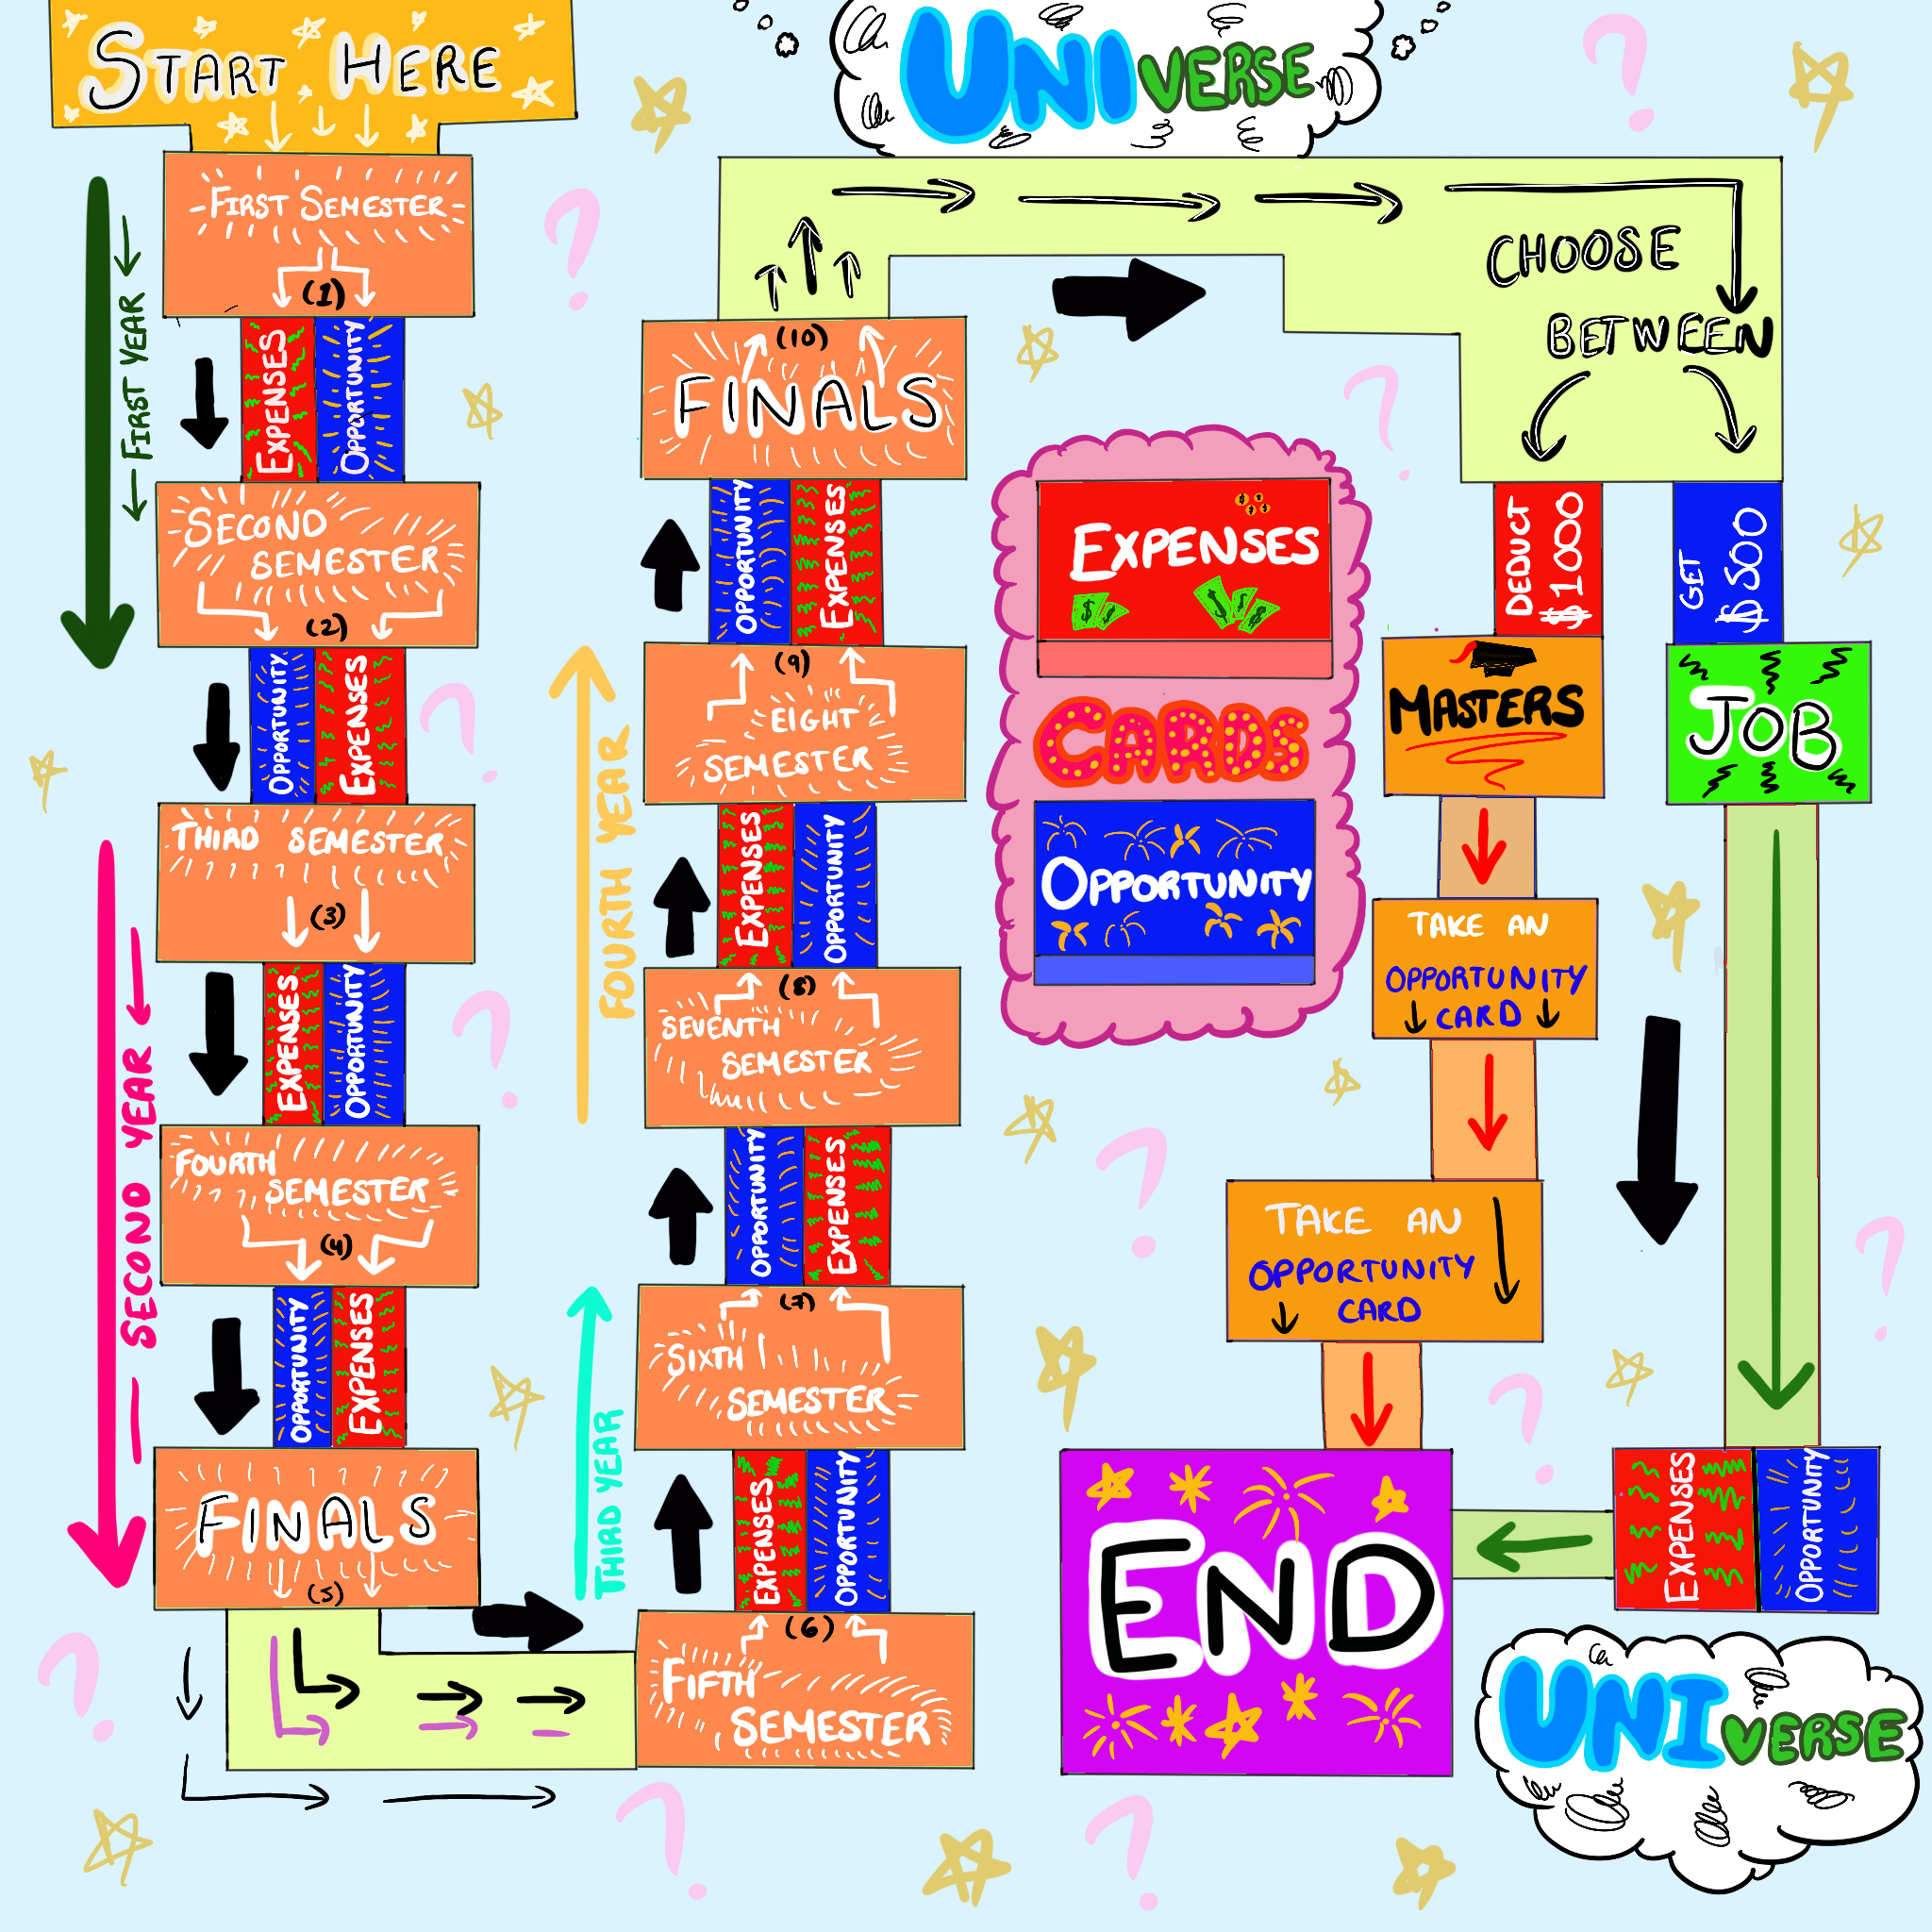 START HERE
FIRST SEMESTER
(1)
EXPENSES
OPPORTUNITY
← FIRST YEAR ←
SECOND
SEMESTER
(2)
OPPORTUNITY
EXPENSES
THIRD SEMESTER
(3)
EXPENSES
OPPORTUNITY
SECOND YEAR
FOURTH
SEMESTER
(4)
OPPORTUNITY
EXPENSES
FINALS
(5)
FIFTH
SEMESTER
(6)
EXPENSES
OPPORTUNITY
THIRD YEAR
SIXTH
SEMESTER
(7)
OPPORTUNITY
EXPENSES
SEVENTH
SEMESTER
(8)
EXPENSES
OPPORTUNITY
FOURTH YEAR
EIGHT
SEMESTER
(9)
OPPORTUNITY
EXPENSES
FINALS
(10)
UNIVERSE
CHOOSE
BETWEEN
EXPENSES
CARDS
OPPORTUNITY
DEDUCT
$1000
MASTERS
TAKE AN
OPPORTUNITY
CARD
TAKE AN
OPPORTUNITY
CARD
GET
$500
JOB
EXPENSES
OPPORTUNITY
END
UNIVERSE